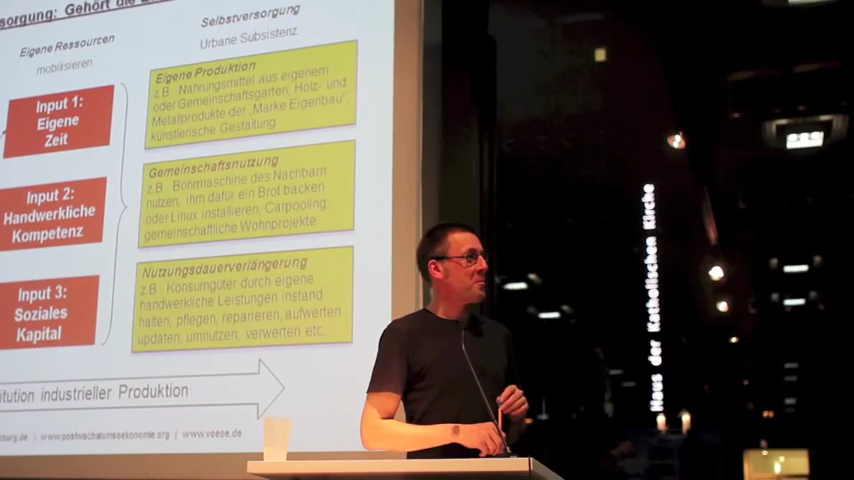 sorgung: Gehört die
Eigene Ressourcen
mobilisieren
Selbstversorgung
Urbane Subsistenz
Input 1:
Eigene
Zeit
Input 2:
Handwerkliche
Kompetenz
Input 3:
Soziales
Kapital
Eigene Produktion
z.B. Nahrungsmittel aus eigenem
oder Gemeinschaftsgarten, Holz- und
Metallprodukte der „Marke Eigenbau",
künstlerische Gestaltung
Gemeinschaftsnutzung
z.B. Bohrmaschine des Nachbarn
nutzen, ihm dafür ein Brot backen
oder Linux installieren, Carpooling,
gemeinschaftliche Wohnprojekte
Nutzungsdauerverlängerung
z.B. Konsumgüter durch eigene
handwerkliche Leistungen instand
halten, pflegen, reparieren, aufwerten
updaten, umnutzen, verwerten etc.
itution industrieller Produktion
burg.de | www.postwachstumsoekonomie.org | www.voeoe.de
Haus der Katholischen Kirche